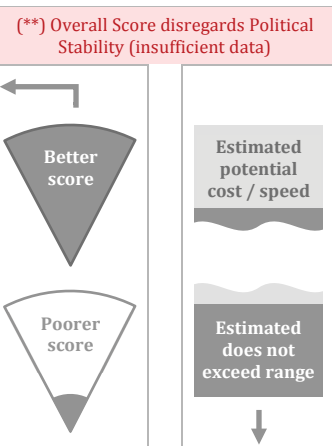 (**) Overall Score disregards Political
Stability (insufficient data)
Better
score
Poorer
score
Estimated
potential
cost / speed
Estimated
does not
exceed range